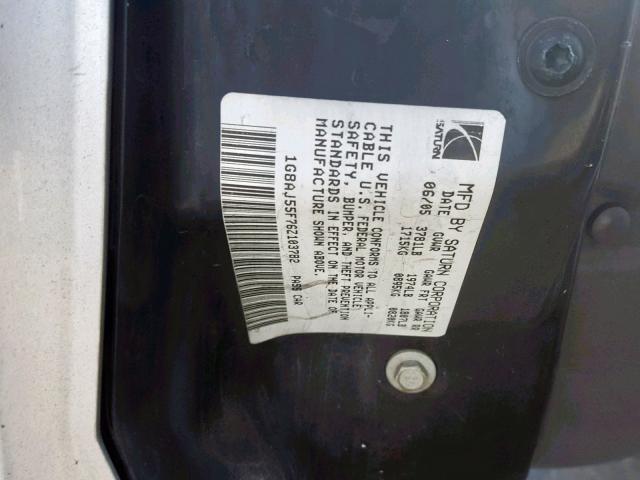 SATURN
MFD BY SATURN CORPORATION
DATE GVWR GAWR FRT GAWR RR
06/05 3781LB 1974LB 1807LB
1715KG 0895KG 0820KG
THIS VEHICLE CONFORMS TO ALL APPLI-
CABLE U.S. FEDERAL MOTOR VEHICLE
SAFETY, BUMPER, AND THEFT PREVENTION
STANDARDS IN EFFECT ON THE DATE OF
MANUFACTURE SHOWN ABOVE.
1G8AJ55F76Z103782 PASS CAR